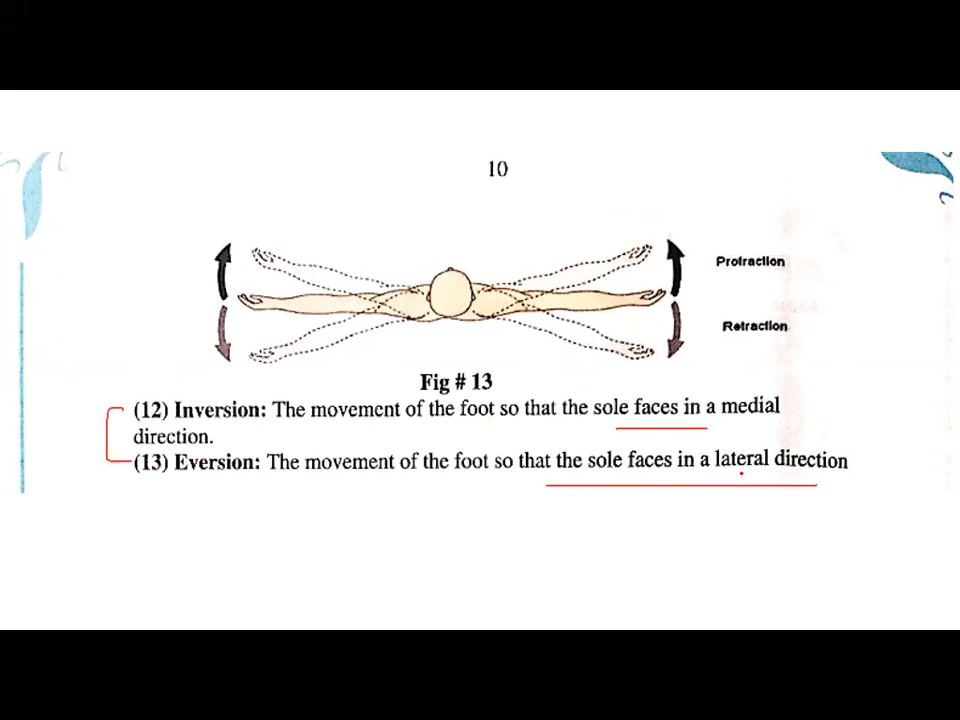 10
Protraction
Retraction
Fig # 13
(12) Inversion: The movement of the foot so that the sole faces in a medial
direction.
(13) Eversion: The movement of the foot so that the sole faces in a lateral direction